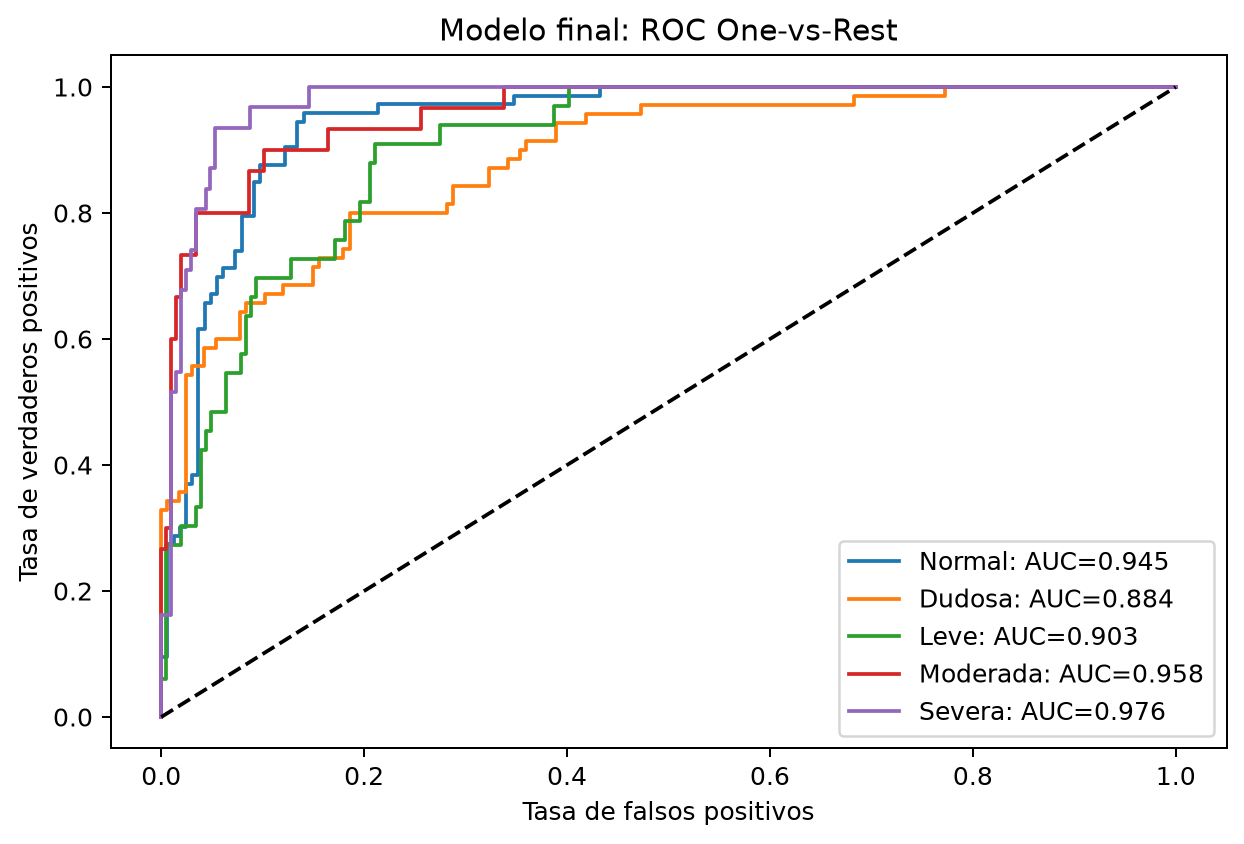 Modelo final: ROC One-vs-Rest
Tasa de verdaderos positivos
1.0
0.8
0.6
0.4
0.2
0.0
Normal: AUC=0.945
Dudosa: AUC=0.884
Leve: AUC=0.903
Moderada: AUC=0.958
Severa: AUC=0.976
0.0 0.2 0.4 0.6 0.8 1.0
Tasa de falsos positivos